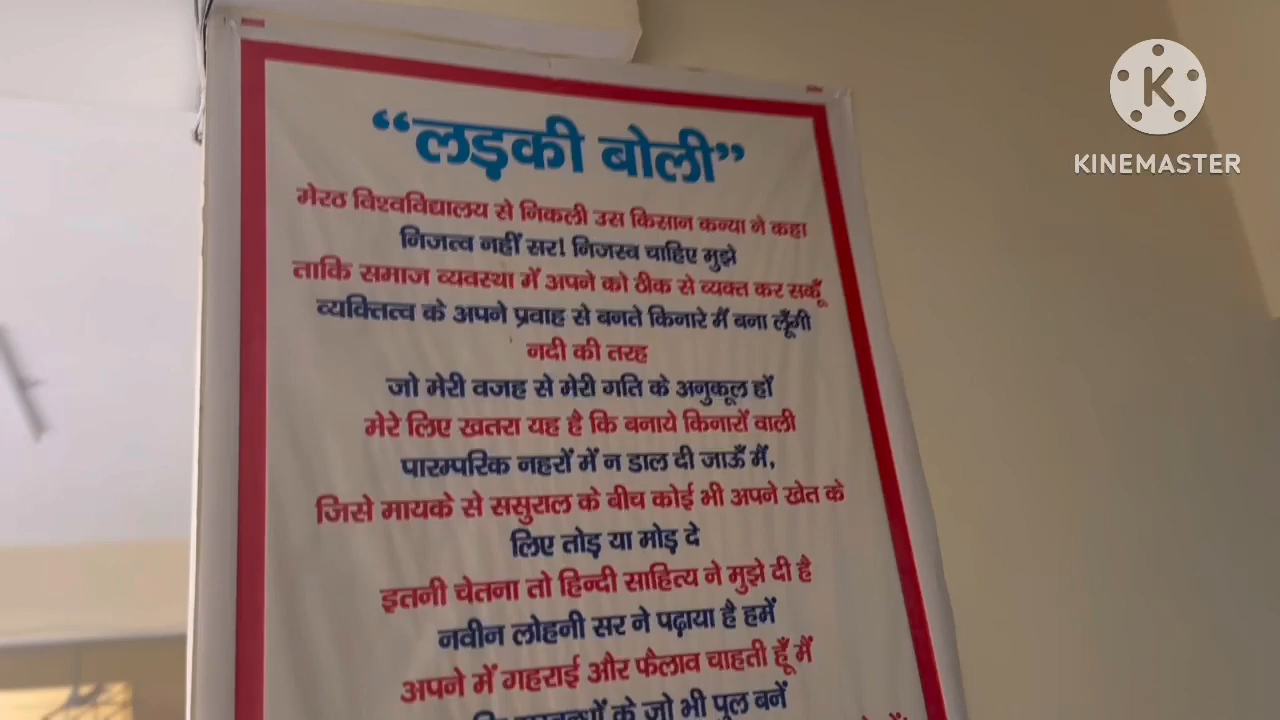 “लड़की बोली”
मेरठ विश्वविद्यालय से निकली उस किसान कन्या ने कहा
निजत्व नहीं सर! निजस्व चाहिए मुझे
ताकि समाज व्यवस्था में अपने को ठीक से व्यक्त कर सकूँ
व्यक्तित्व के अपने प्रवाह से बनते किनारे मैं बना लूँगी
नदी की तरह
जो मेरी वजह से मेरी गति के अनुकूल हों
मेरे लिए खतरा यह है कि बनाये किनारों वाली
पारम्परिक नहरों में न डाल दी जाऊँ मैं,
जिसे मायके से ससुराल के बीच कोई भी अपने खेत के
लिए तोड़ या मोड़ दे
इतनी चेतना तो हिन्दी साहित्य ने मुझे दी है
नवीन लोहनी सर ने पढ़ाया है हमें
अपने में गहराई और फैलाव चाहती हूँ मैं
के जो भी पुल बनें
K
KINEMASTER